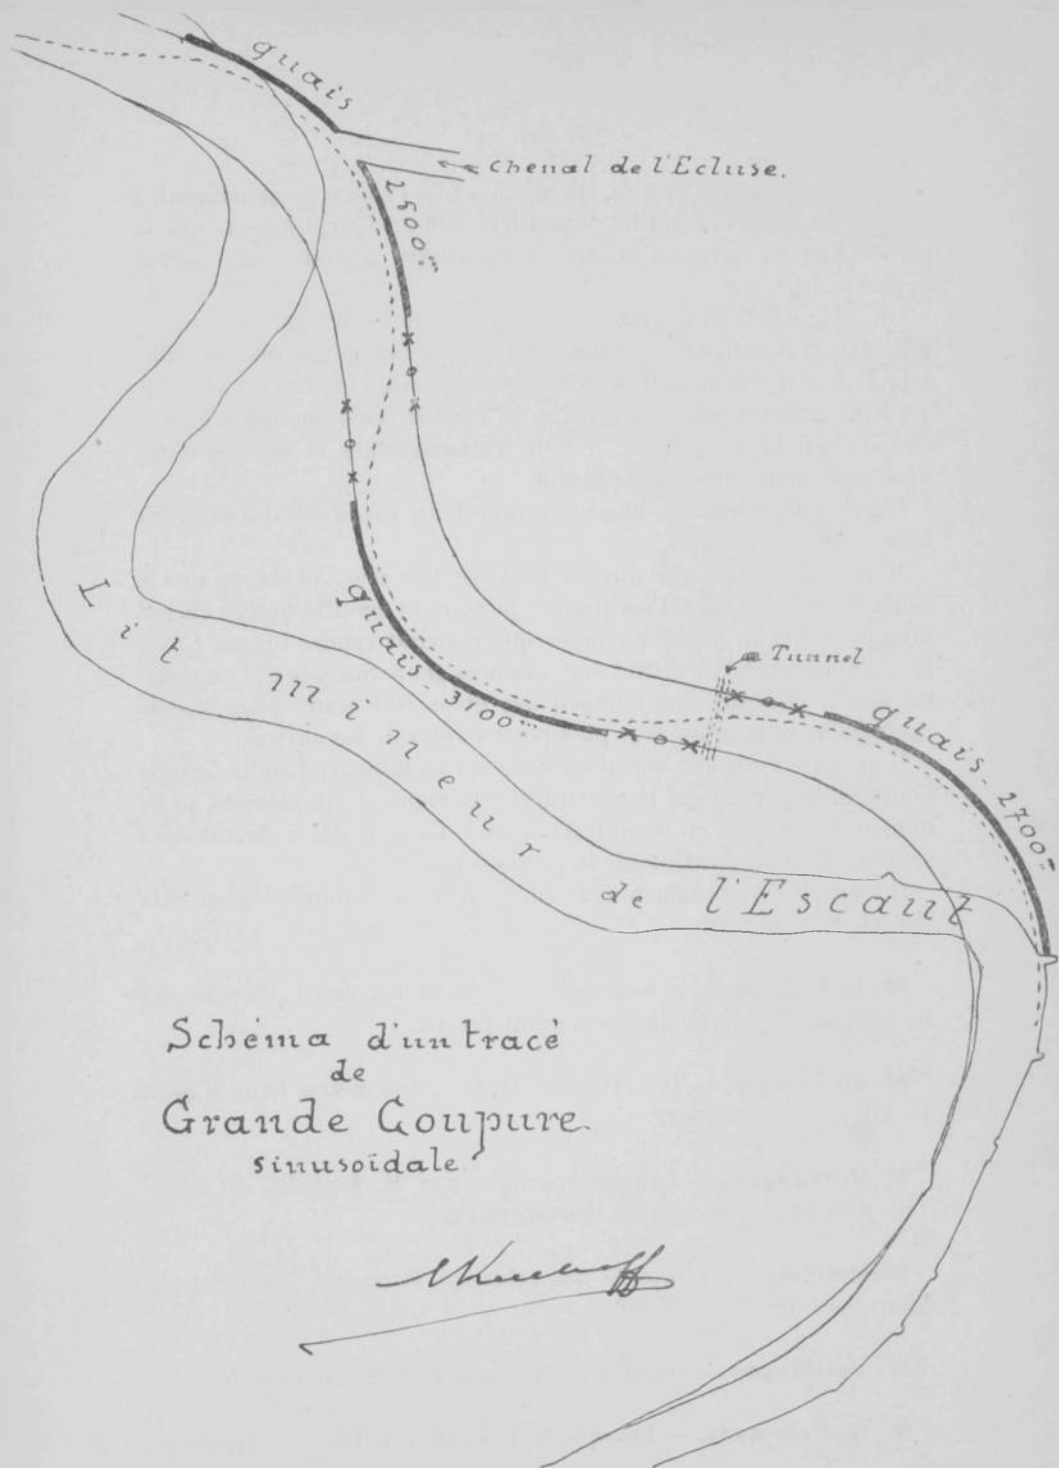 quais
Chenal de l'Ecluse.
2500m
Tunnel
quais - 3100m
quais - 2700m
Lit mineur de l'Escaut
Schéma d'un tracé
de
Grande Coupure
sinusoïdale